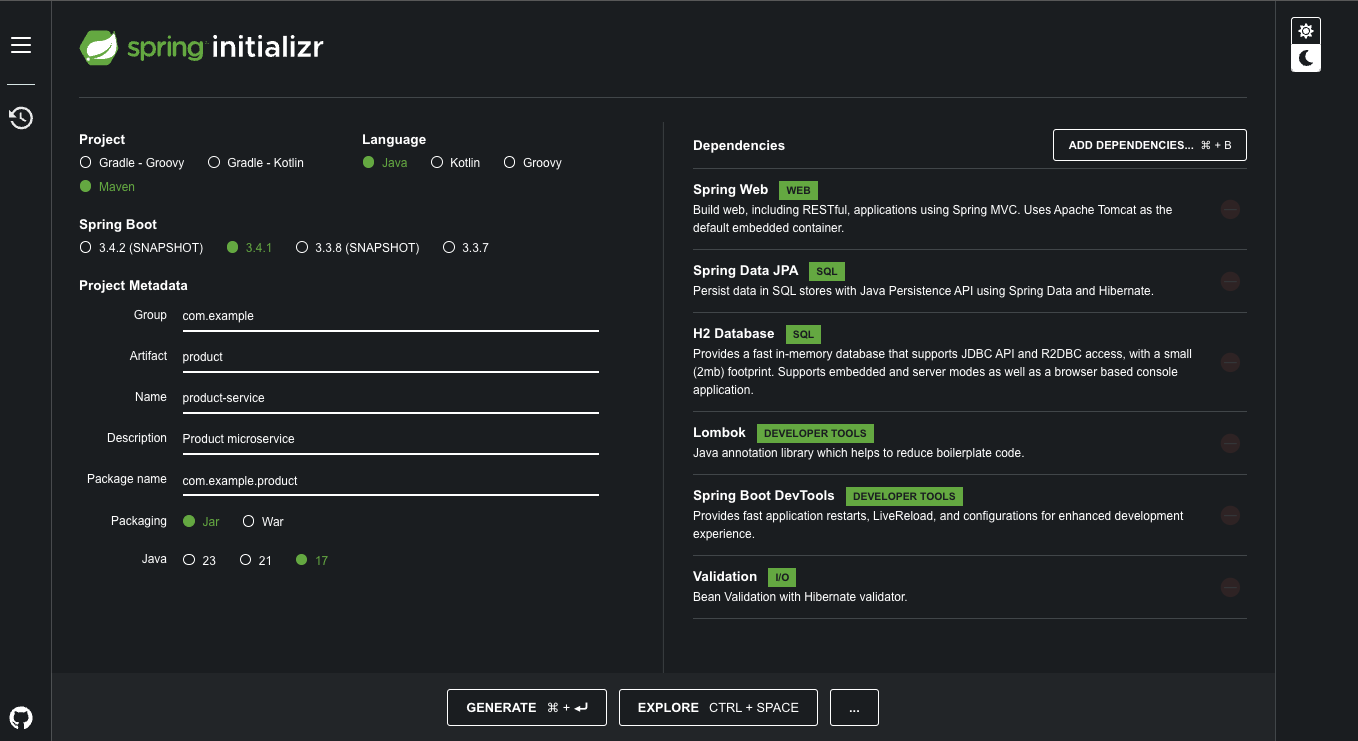 spring initializr
Project
Gradle - Groovy Gradle - Kotlin
Maven
Language
Java Kotlin Groovy
Spring Boot
3.4.2 (SNAPSHOT) 3.4.1 3.3.8 (SNAPSHOT) 3.3.7
Project Metadata
Group com.example
Artifact product
Name product-service
Description Product microservice
Package name com.example.product
Packaging Jar War
Java 23 21 17
Dependencies
ADD DEPENDENCIES... ⌘ + B
Spring Web WEB
Build web, including RESTful, applications using Spring MVC. Uses Apache Tomcat as the
default embedded container.
Spring Data JPA SQL
Persist data in SQL stores with Java Persistence API using Spring Data and Hibernate.
H2 Database SQL
Provides a fast in-memory database that supports JDBC API and R2DBC access, with a small
(2mb) footprint. Supports embedded and server modes as well as a browser based console
application.
Lombok DEVELOPER TOOLS
Java annotation library which helps to reduce boilerplate code.
Spring Boot DevTools DEVELOPER TOOLS
Provides fast application restarts, LiveReload, and configurations for enhanced development
experience.
Validation I/O
Bean Validation with Hibernate validator.
GENERATE ⌘ + ⏎
EXPLORE CTRL + SPACE
...